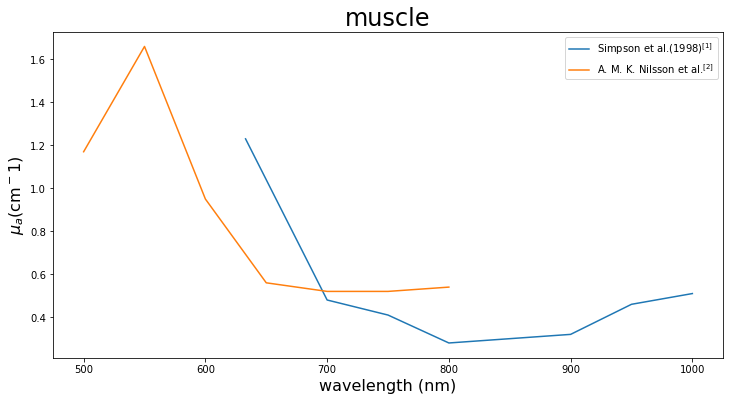 muscle
Simpson et al.(1998)[1]
A. M. K. Nilsson et al.[2]
μa(cm−1)
1.6
1.4
1.2
1.0
0.8
0.6
0.4
500 600 700 800 900 1000
wavelength (nm)